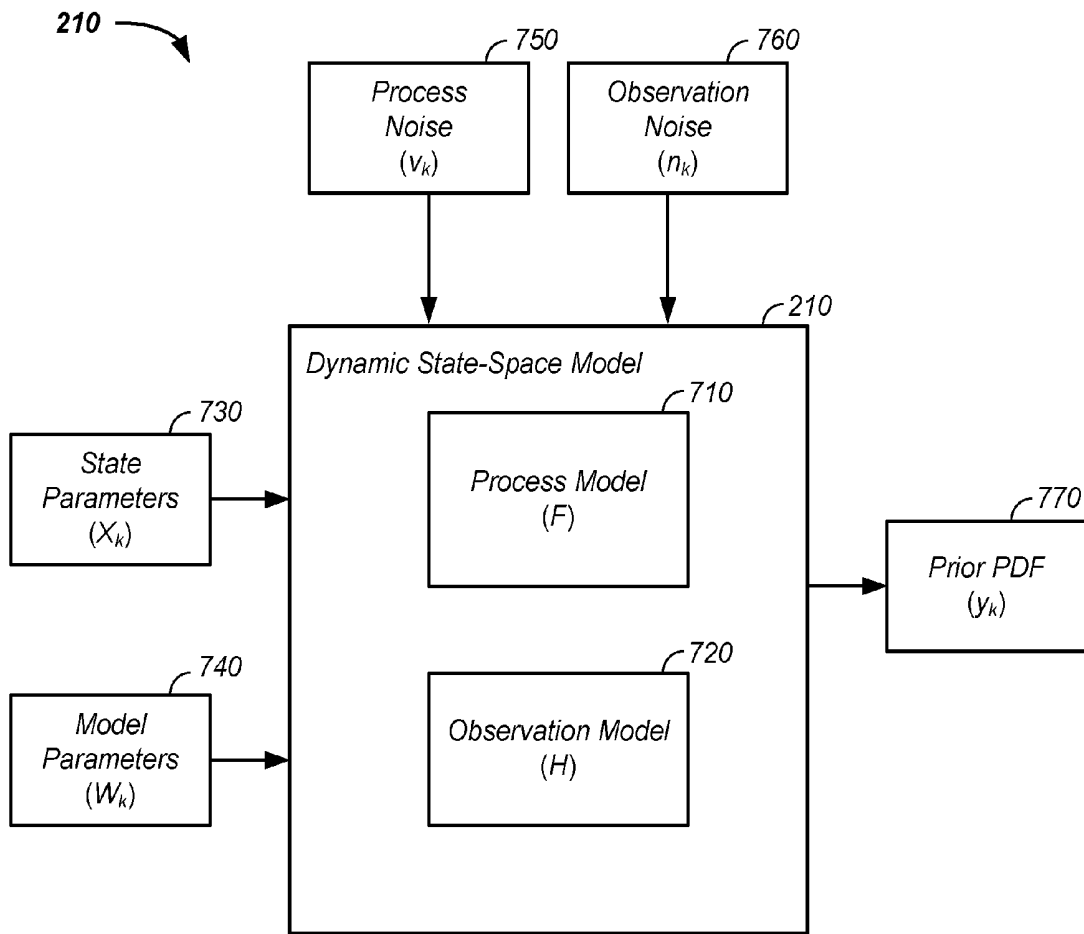 210
750
Process
Noise
(vk)
760
Observation
Noise
(nk)
210
Dynamic State-Space Model
710
Process Model
(F)
730
State
Parameters
(Xk)
770
Prior PDF
(yk)
720
Observation Model
(H)
740
Model
Parameters
(Wk)